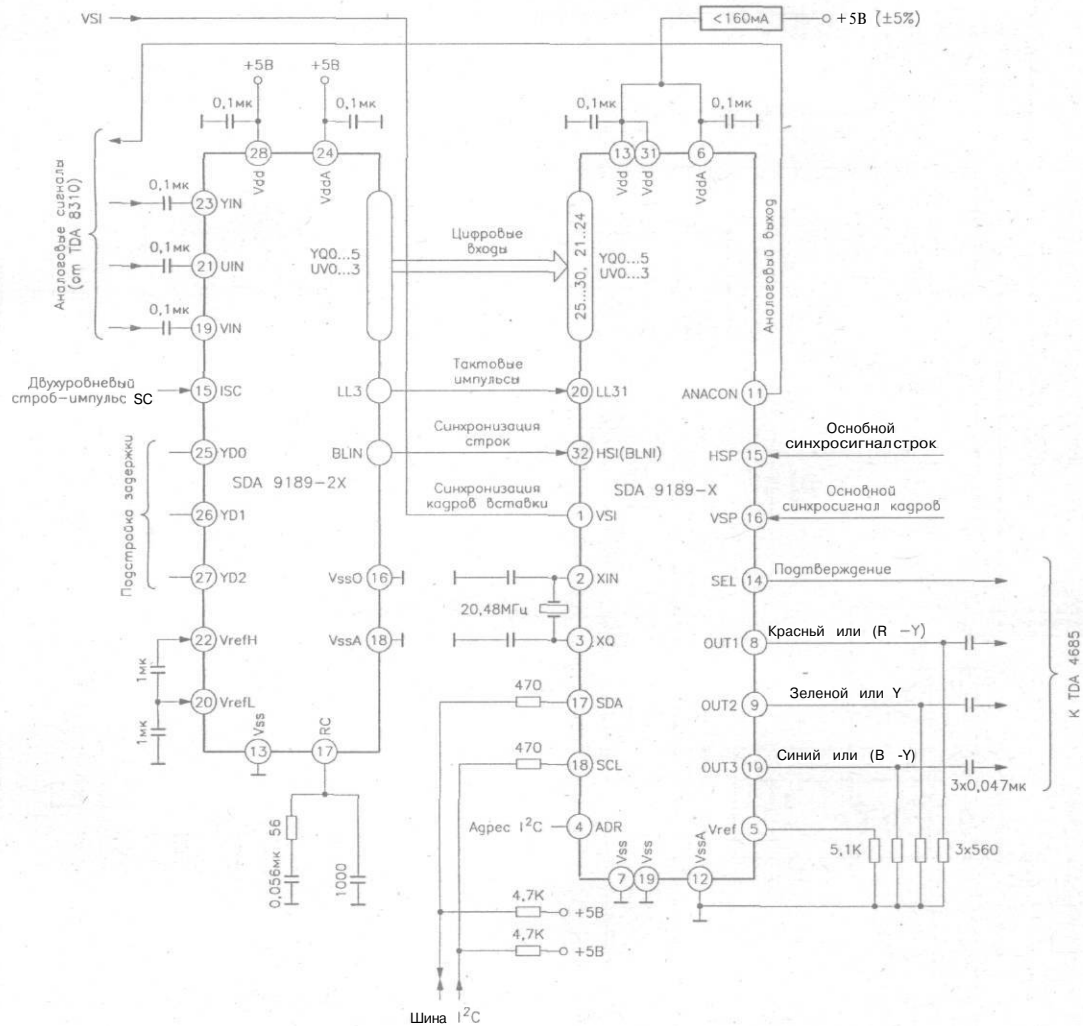 VSI
<160мА
+5В (±5%)
+5В
+5В
0,1мк
0,1мк
0,1мк
0,1мк
28
24
Vdd
VddA
13
31
6
Vdd
Vdd
VddA
Аналоговые сигналы
(от TDA 8310)
0,1мк
23
YIN
0,1мк
21
UIN
0,1мк
19
VIN
YQ0...5
UV0...3
Цифровые
входы
25...30, 21..24
YQ0...5
UV0...3
Аналоговый выход
Двухуровневый
строб-импульс SC
15
ISC
LL3
Тактовые
импульсы
20
LL31
ANACON
11
Подстройка задержки
25
YD0
BLIN
Синхронизация
строк
32
HSI(BLNI)
HSP
15
Основной
синхросигнал строк
SDA 9189-2X
SDA 9189-X
26
YD1
Синхронизация
кадров вставки
1
VSI
VSP
16
Основной
синхросигнал кадров
27
YD2
VssO
16
2
XIN
SEL
14
Подтверждение
20,48МГц
22
VrefH
VssA
18
3
XQ
OUT1
8
Красный или (R -Y)
1мк
20
VrefL
470
17
SDA
OUT2
9
Зеленой или Y
1мк
Vss
13
RC
17
470
18
SCL
OUT3
10
Синий или (B -Y)
3x0,047мк
К TDA 4685
Адрес I²C
4
ADR
Vref
5
5,1К
3x560
56
0,056мк
1000
Vss
7
Vss
19
VssA
12
4,7К
+5В
4,7К
+5В
Шина I²C